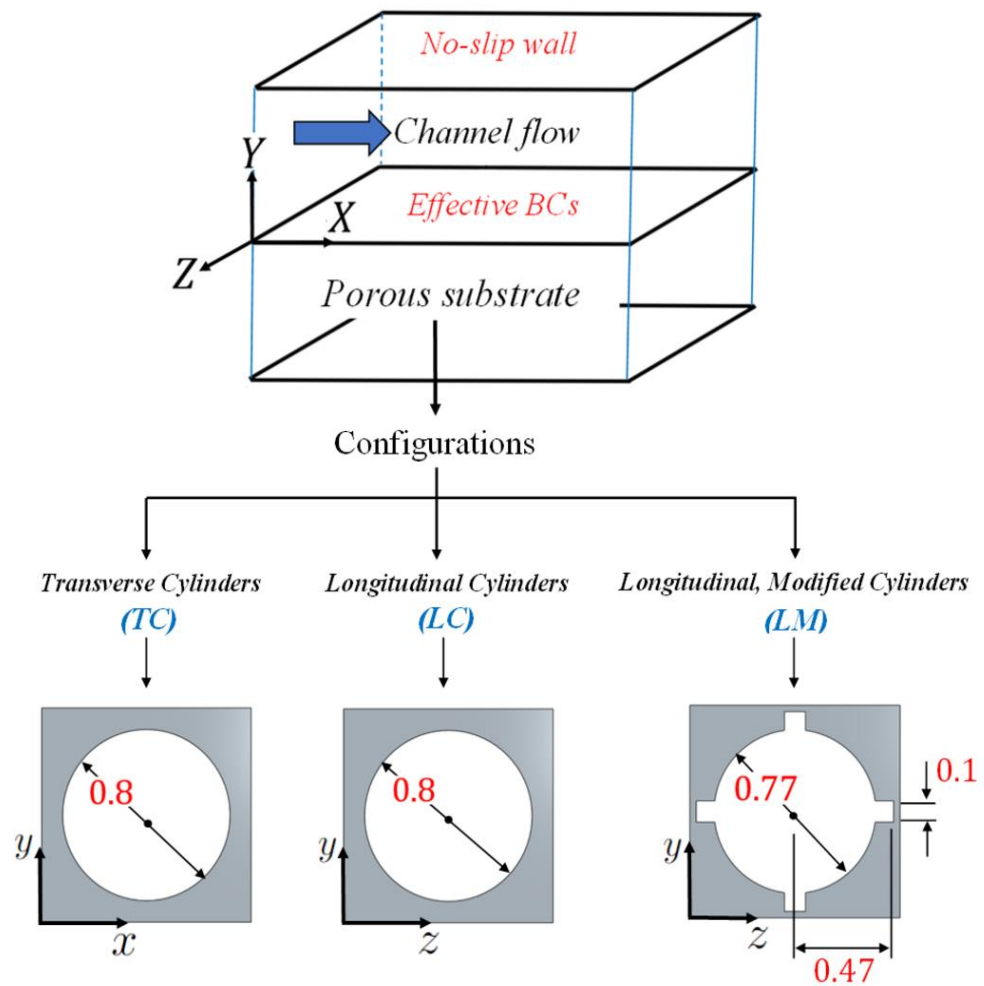 No-slip wall
Channel flow
Y
Effective BCs
X
Z
Porous substrate
Configurations
Transverse Cylinders
(TC)
Longitudinal Cylinders
(LC)
Longitudinal, Modified Cylinders
(LM)
0.8
0.8
0.77
0.1
y
y
y
x
z
z
0.47